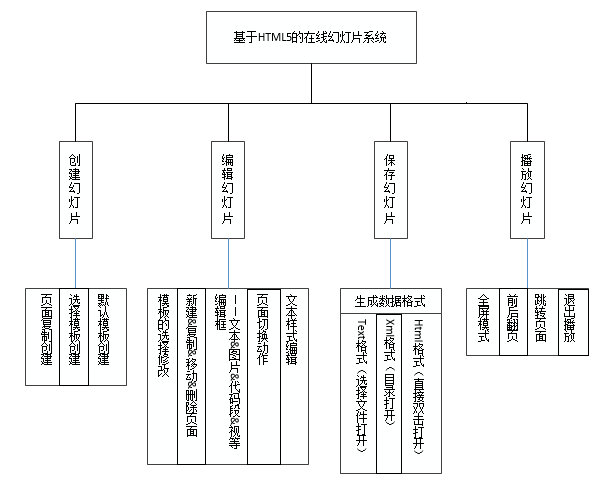 基于HTML5的在线幻灯片系统
创建幻灯片
编辑幻灯片
保存幻灯片
播放幻灯片
页面复制创建
选择模板创建
默认模板创建
模板的选择修改
新建&复制&移动&删除页面
编辑框
——文本&图片&代码段&视等
页面切换动作
文本样式编辑
生成数据格式
Text格式（选择文件打开）
Xml格式（目录打开）
Html格式（直接双击打开）
全屏模式
前后翻页
跳转页面
退出播放